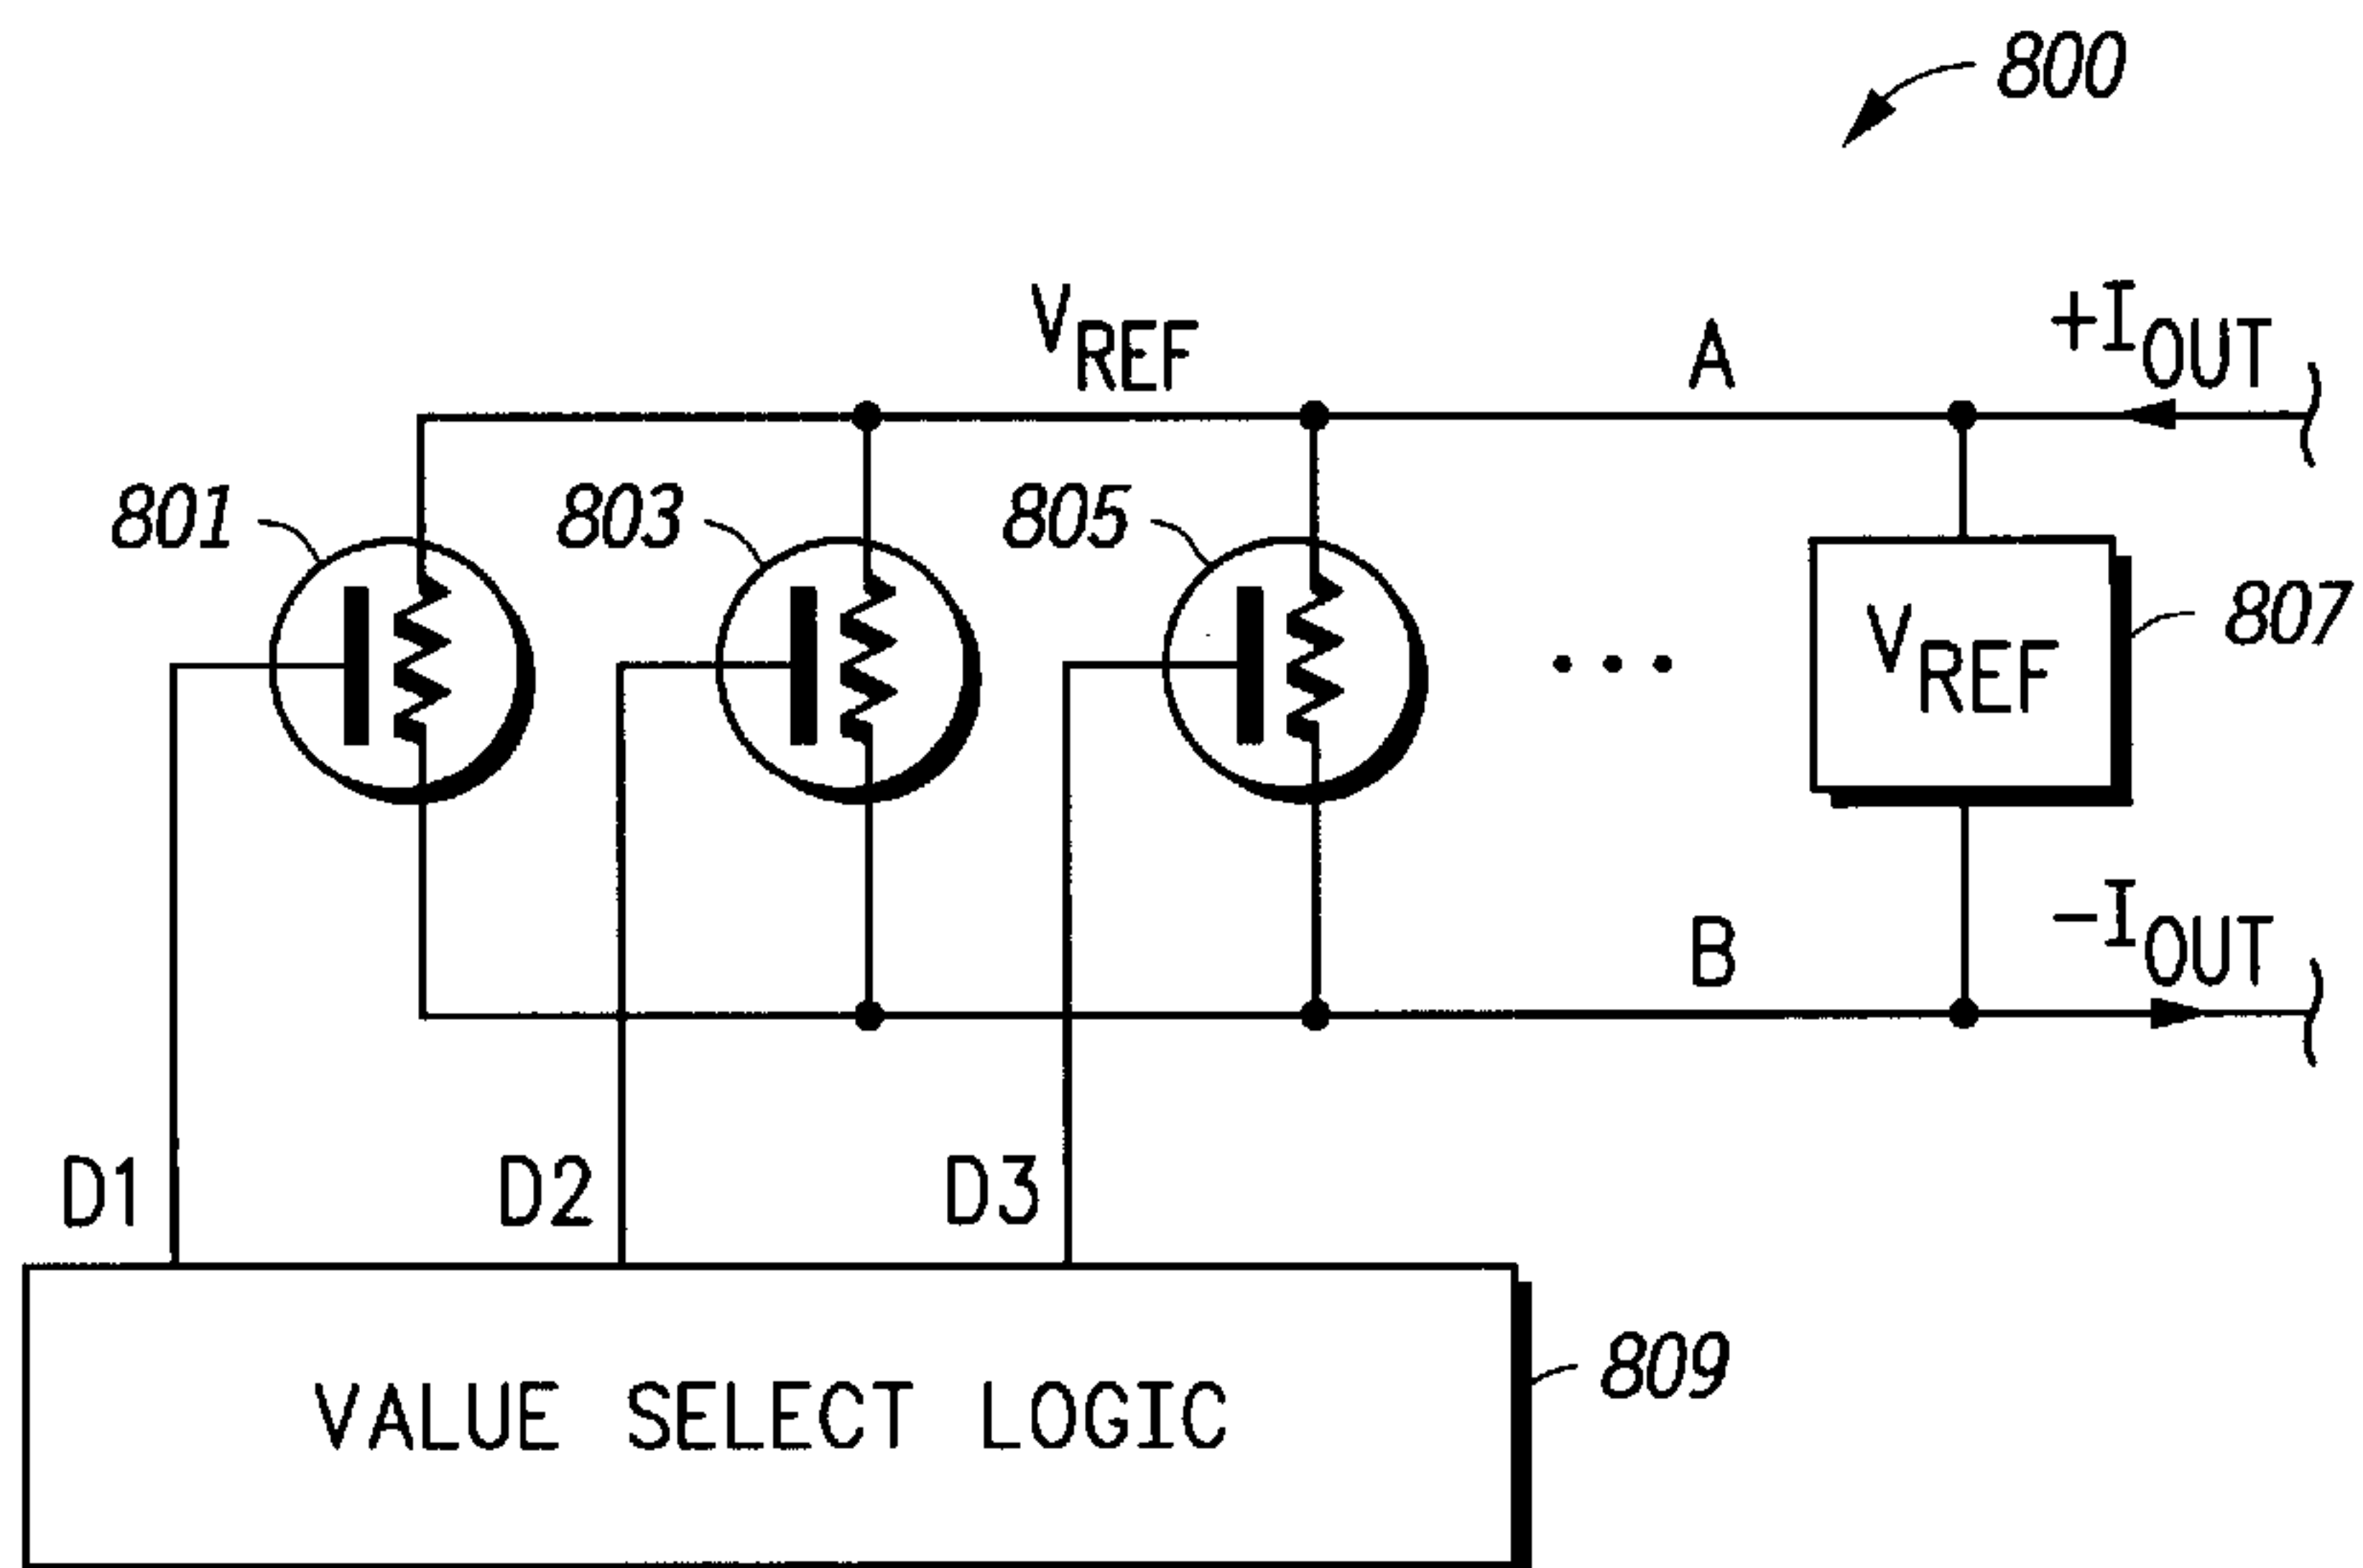 800
VREF
A
+IOUT
801
803
805
VREF
807
B
-IOUT
D1
D2
D3
VALUE SELECT LOGIC
809